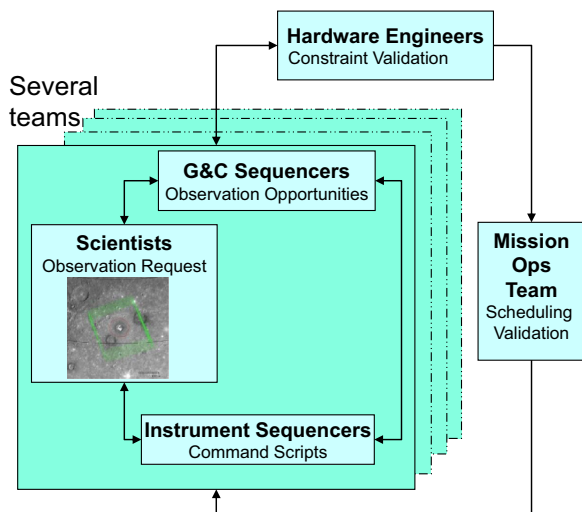 Hardware Engineers
Constraint Validation
Several
teams
G&C Sequencers
Observation Opportunities
Scientists
Observation Request
Mission
Ops
Team
Scheduling
Validation
Instrument Sequencers
Command Scripts